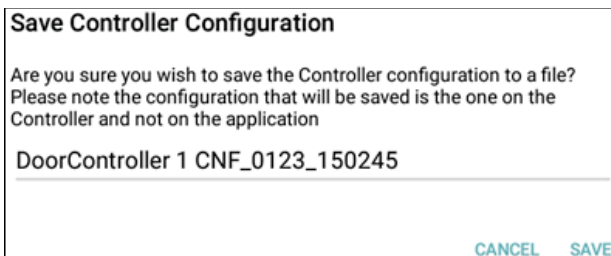 Save Controller Configuration
Are you sure you wish to save the Controller configuration to a file?
Please note the configuration that will be saved is the one on the
Controller and not on the application
DoorController 1 CNF_0123_150245
CANCEL SAVE